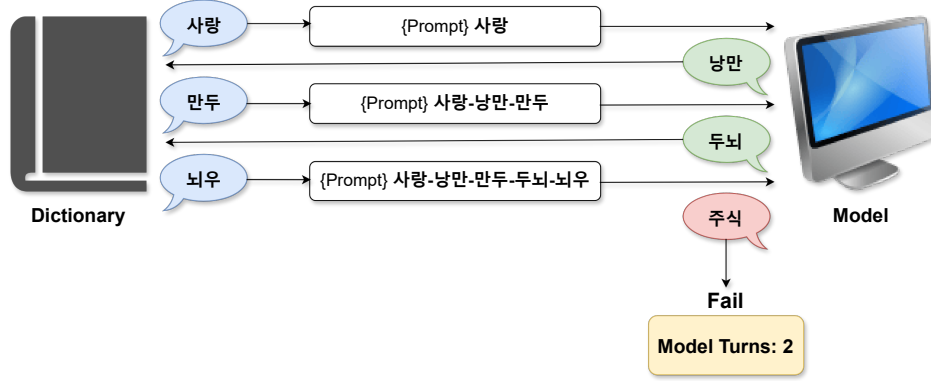 사랑
{Prompt} 사랑
낭만
만두
{Prompt} 사랑-낭만-만두
두뇌
뇌우
{Prompt} 사랑-낭만-만두-두뇌-뇌우
Dictionary
주식
Model
Fail
Model Turns: 2